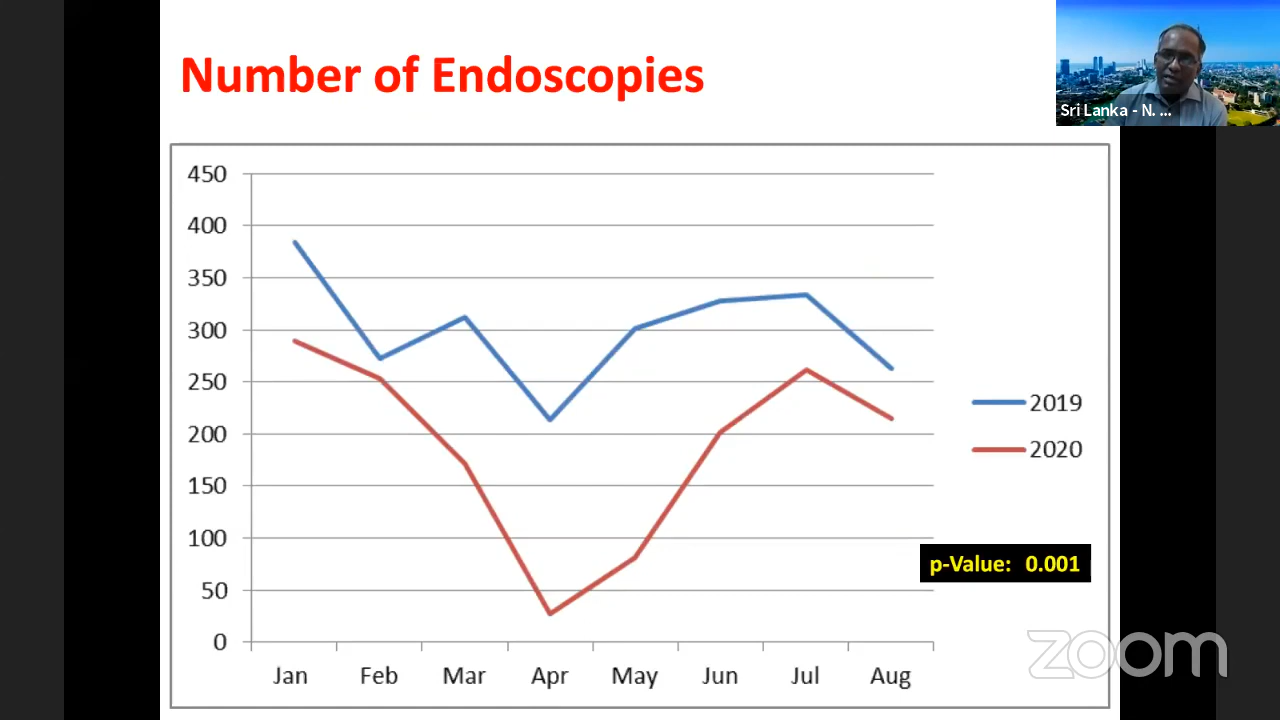 Number of Endoscopies
Sri Lanka - N. ...
450
400
350
300
250
200
150
100
50
0
Jan Feb Mar Apr May Jun Jul Aug
2019
2020
p-Value: 0.001
zoom